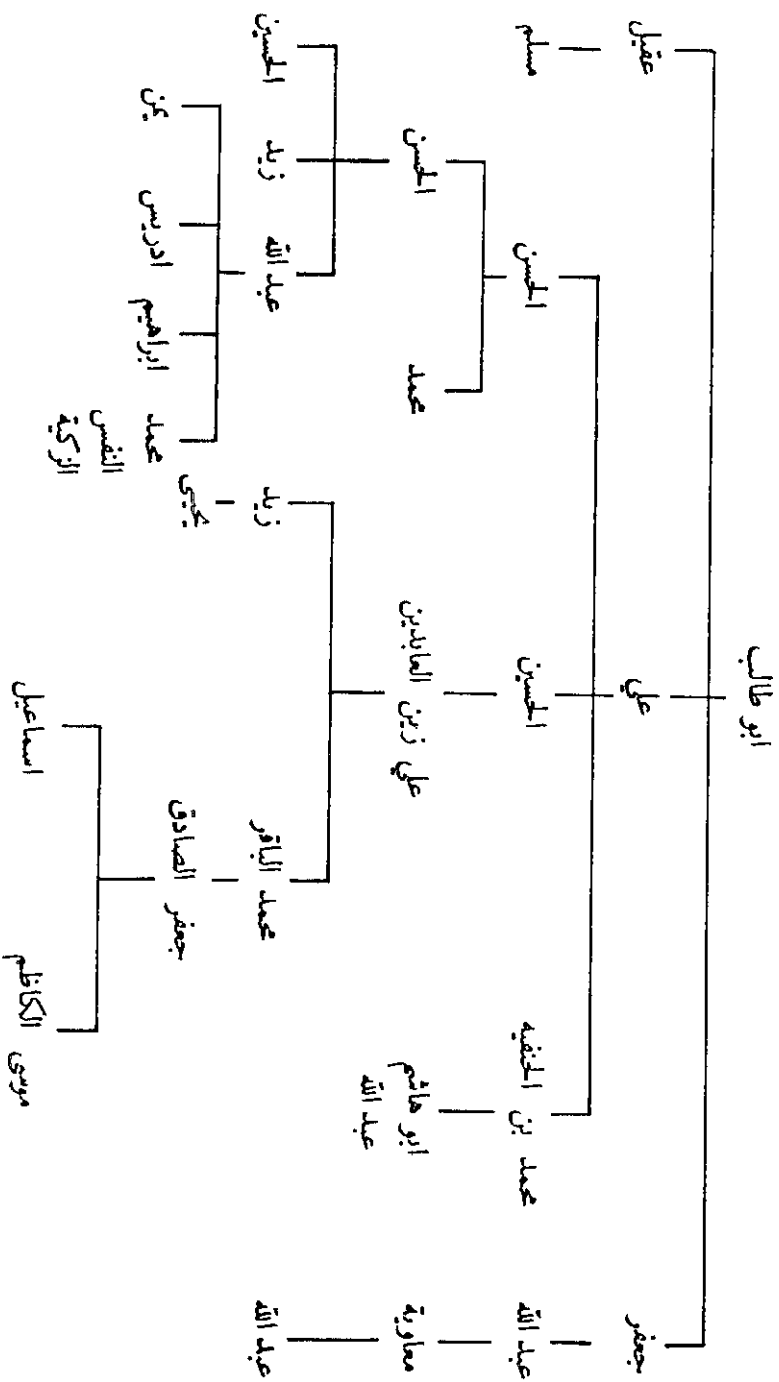 ابو طالب
جعفر
علي
عقيل
عبد الله
محمد بن الحنفيه
الحسين
الحسن
مسلم
معاوية
ابو هاشم
عبد الله
علي زين العابدين
محمد
الحسن
عبد الله
محمد الباقر
زيد
عبد الله
زيد
الحسين
جعفر الصادق
يحيى
محمد
النفس
الزكية
ابراهيم
ادريس
موسى الكاظم
اسماعيل